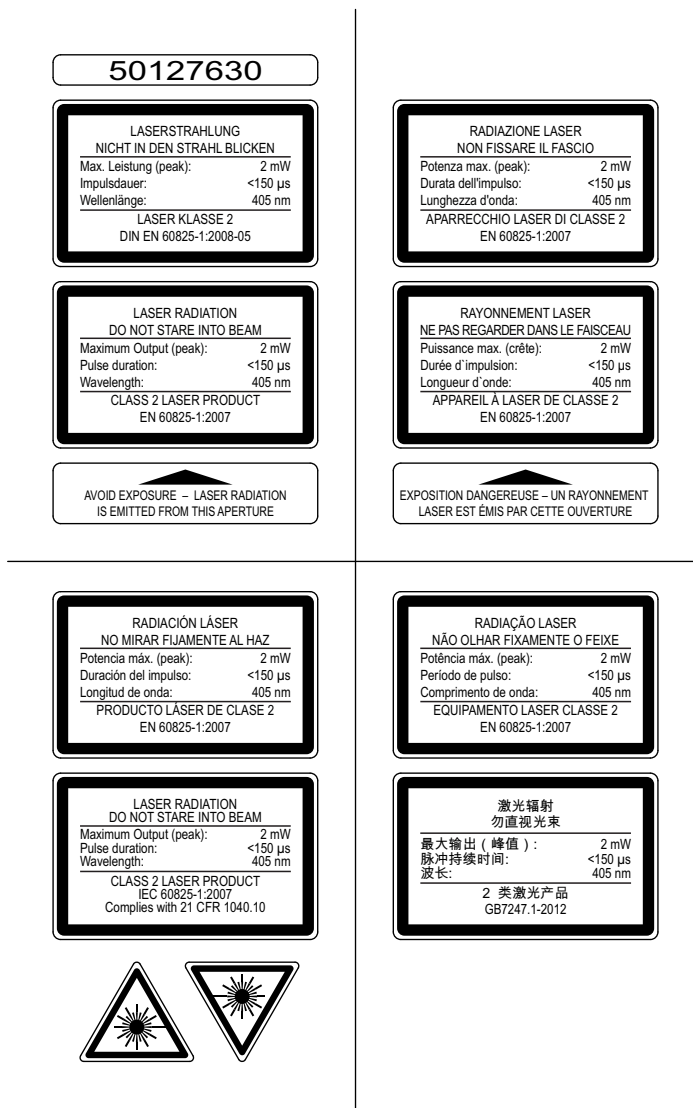 50127630
LASERSTRAHLUNG
NICHT IN DEN STRAHL BLICKEN
Max. Leistung (peak): 2 mW
Impulsdauer: <150 µs
Wellenlänge: 405 nm
LASER KLASSE 2
DIN EN 60825-1:2008-05
LASER RADIATION
DO NOT STARE INTO BEAM
Maximum Output (peak): 2 mW
Pulse duration: <150 µs
Wavelength: 405 nm
CLASS 2 LASER PRODUCT
EN 60825-1:2007
AVOID EXPOSURE – LASER RADIATION
IS EMITTED FROM THIS APERTURE
RADIAZIONE LASER
NON FISSARE IL FASCIO
Potenza max. (peak): 2 mW
Durata dell'impulso: <150 µs
Lunghezza d'onda: 405 nm
APARRECCHIO LASER DI CLASSE 2
EN 60825-1:2007
RAYONNEMENT LASER
NE PAS REGARDER DANS LE FAISCEAU
Puissance max. (crête): 2 mW
Durée d`impulsion: <150 µs
Longueur d`onde: 405 nm
APPAREIL À LASER DE CLASSE 2
EN 60825-1:2007
EXPOSITION DANGEREUSE – UN RAYONNEMENT
LASER EST ÉMIS PAR CETTE OUVERTURE
RADIACIÓN LÁSER
NO MIRAR FIJAMENTE AL HAZ
Potencia máx. (peak): 2 mW
Duración del impulso: <150 µs
Longitud de onda: 405 nm
PRODUCTO LÁSER DE CLASE 2
EN 60825-1:2007
LASER RADIATION
DO NOT STARE INTO BEAM
Maximum Output (peak): 2 mW
Pulse duration: <150 µs
Wavelength: 405 nm
CLASS 2 LASER PRODUCT
IEC 60825-1:2007
Complies with 21 CFR 1040.10
RADIAÇÃO LASER
NÃO OLHAR FIXAMENTE O FEIXE
Potência máx. (peak): 2 mW
Período de pulso: <150 µs
Comprimento de onda: 405 nm
EQUIPAMENTO LASER CLASSE 2
EN 60825-1:2007
激光辐射
勿直视光束
最大输出（峰值）: 2 mW
脉冲持续时间: <150 µs
波长: 405 nm
2 类激光产品
GB7247.1-2012